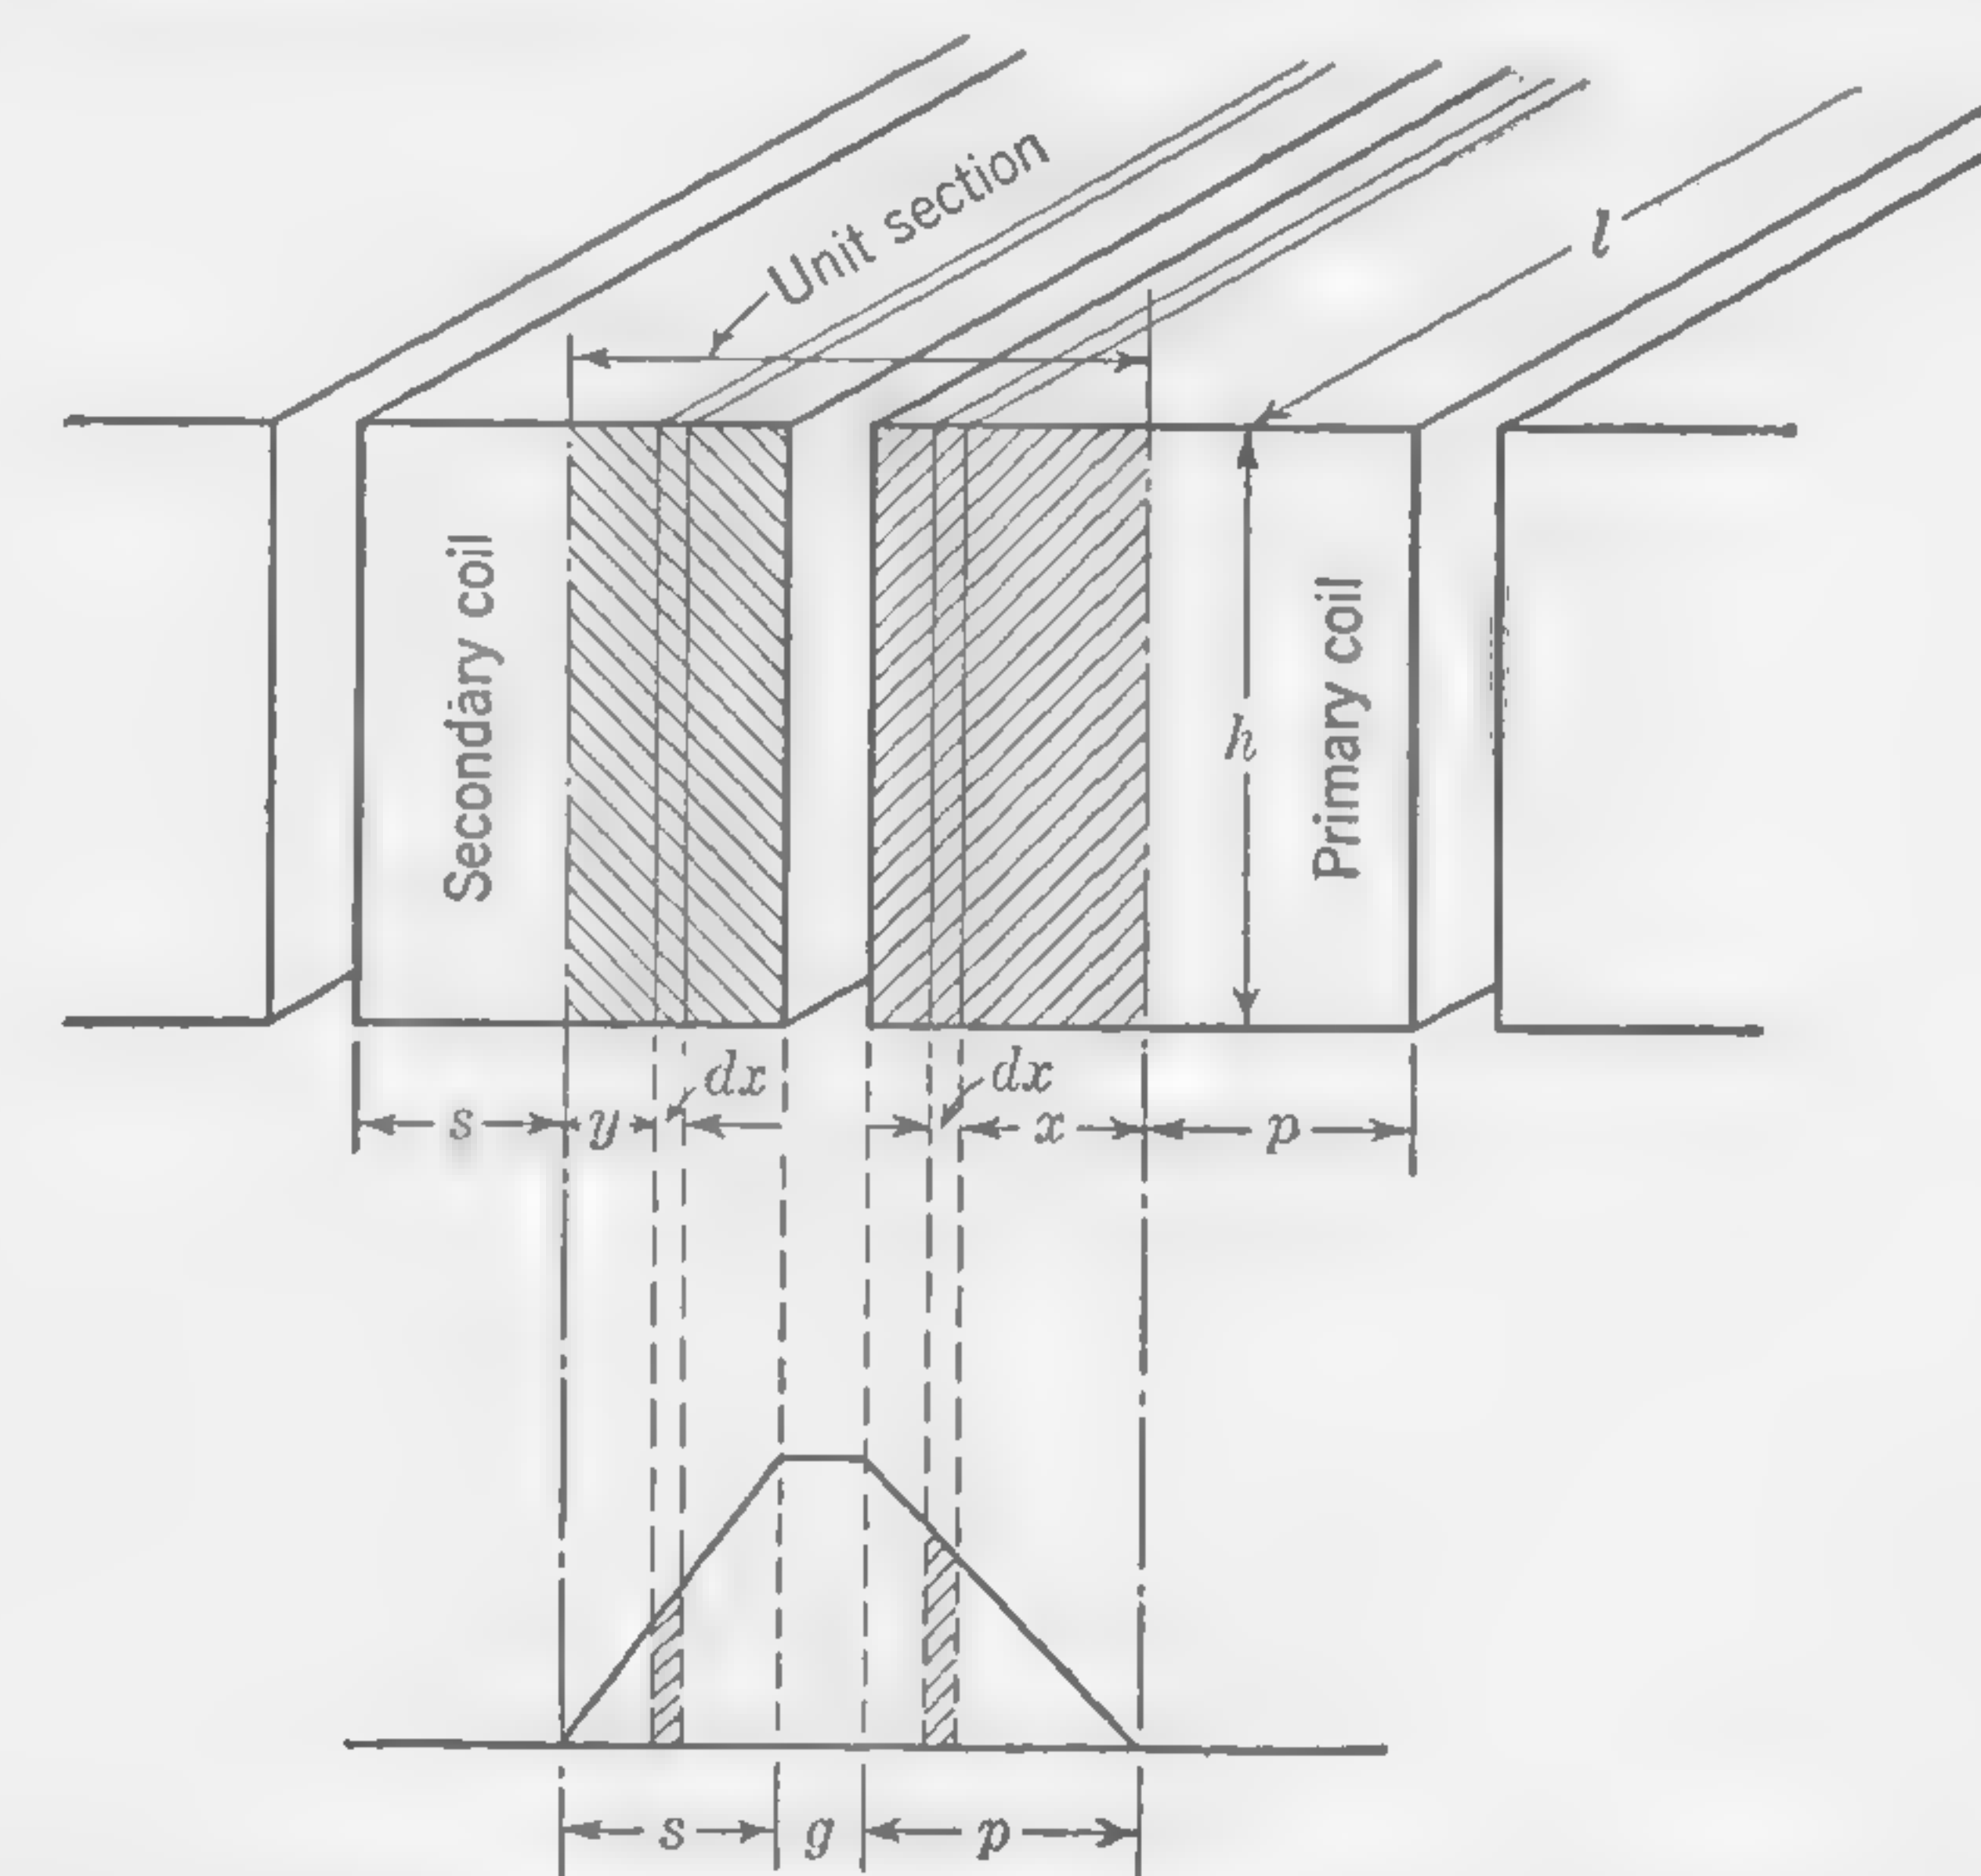 Unit section
l
Secondary coil
h
Primary coil
dx
dx
s
y
x
p
s
g
p